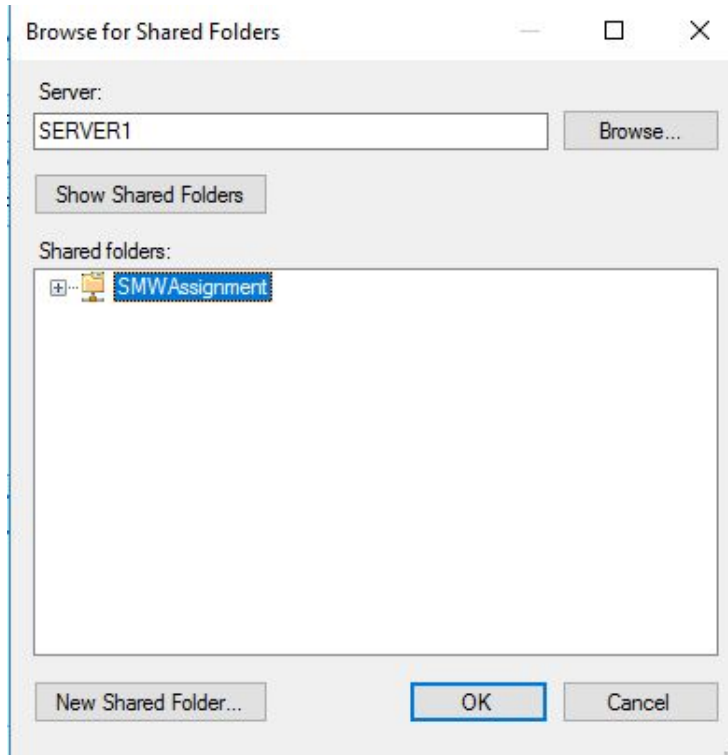 Browse for Shared Folders
Server:
SERVER1
Browse...
Show Shared Folders
Shared folders:
SMWAssignment
New Shared Folder...
OK
Cancel